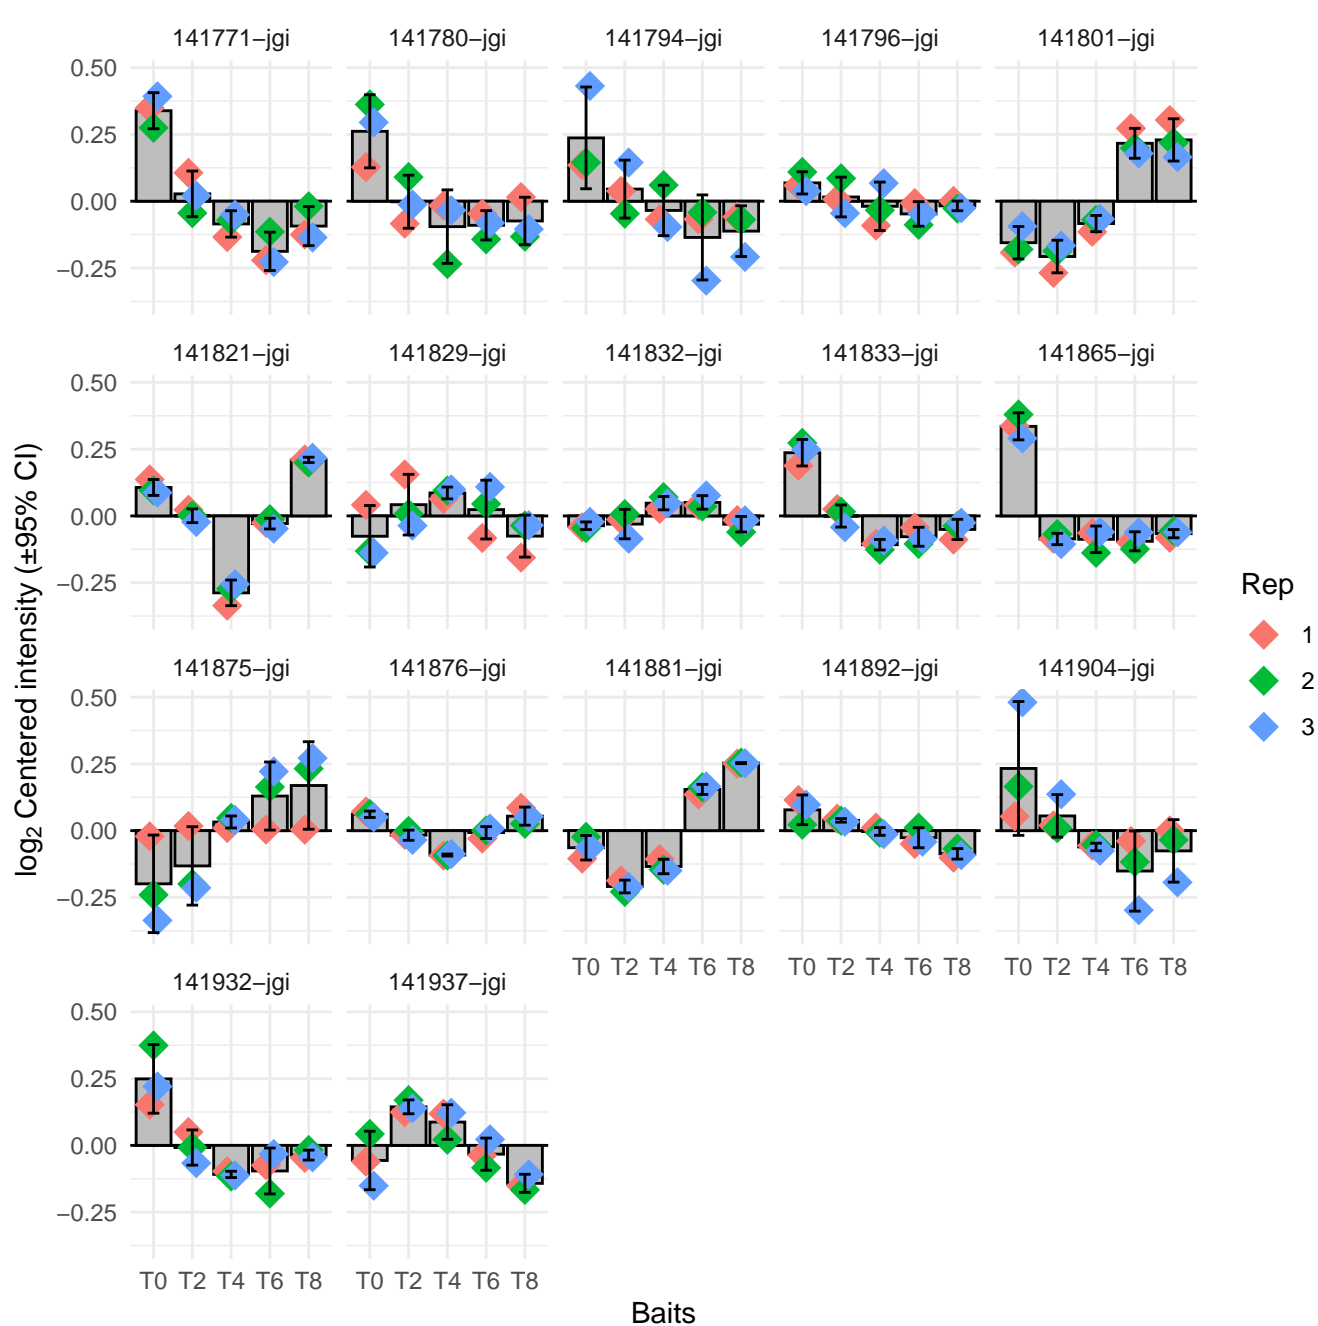 141771−jgi 141780−jgi 141794−jgi 141796−jgi 141801−jgi
0.50
0.25
0.00
−0.25
141821−jgi 141829−jgi 141832−jgi 141833−jgi 141865−jgi
0.50
0.25
0.00
−0.25
141875−jgi 141876−jgi 141881−jgi 141892−jgi 141904−jgi
0.50
0.25
0.00
−0.25
T0 T2 T4 T6 T8 T0 T2 T4 T6 T8 T0 T2 T4 T6 T8
141932−jgi 141937−jgi
0.50
0.25
0.00
−0.25
T0 T2 T4 T6 T8 T0 T2 T4 T6 T8
Baits
log2 Centered intensity (±95% CI)
Rep
1
2
3